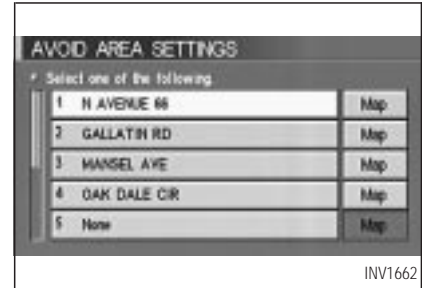 AVOID AREA SETTINGS
Select one of the following
1 N AVENUE 66 Map
2 GALLATIN RD Map
3 MANSEL AVE Map
4 OAK DALE CIR Map
5 None Map
INV1662